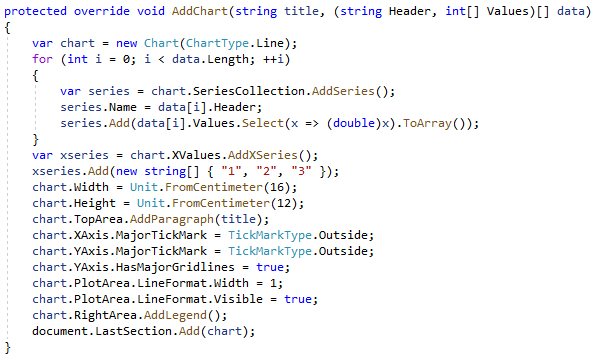 protected override void AddChart(string title, (string Header, int[] Values)[] data)
{
    var chart = new Chart(ChartType.Line);
    for (int i = 0; i < data.Length; ++i)
    {
        var series = chart.SeriesCollection.AddSeries();
        series.Name = data[i].Header;
        series.Add(data[i].Values.Select(x => (double)x).ToArray());
    }
    var xseries = chart.XValues.AddXSeries();
    xseries.Add(new string[] { "1", "2", "3" });
    chart.Width = Unit.FromCentimeter(16);
    chart.Height = Unit.FromCentimeter(12);
    chart.TopArea.AddParagraph(title);
    chart.XAxis.MajorTickMark = TickMarkType.Outside;
    chart.YAxis.MajorTickMark = TickMarkType.Outside;
    chart.YAxis.HasMajorGridlines = true;
    chart.PlotArea.LineFormat.Width = 1;
    chart.PlotArea.LineFormat.Visible = true;
    chart.RightArea.AddLegend();
    document.LastSection.Add(chart);
}